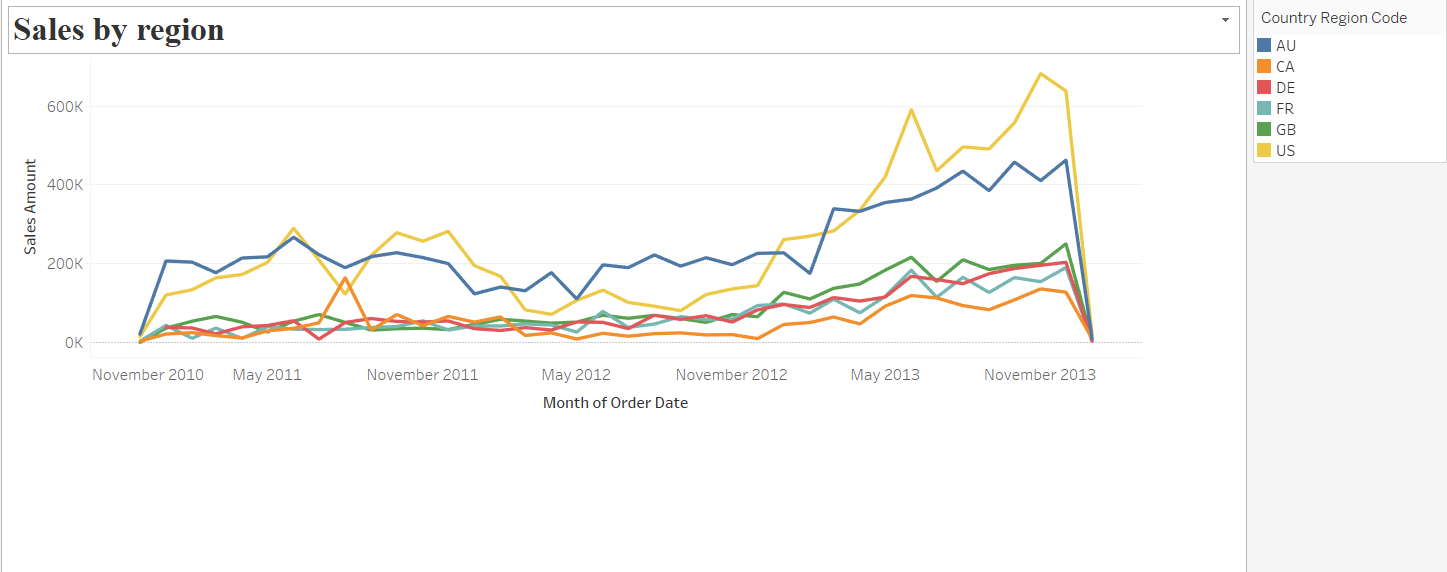 Sales by region
Country Region Code
AU
CA
DE
FR
GB
US
Sales Amount
600K
400K
200K
0K
November 2010 May 2011 November 2011 May 2012 November 2012 May 2013 November 2013
Month of Order Date